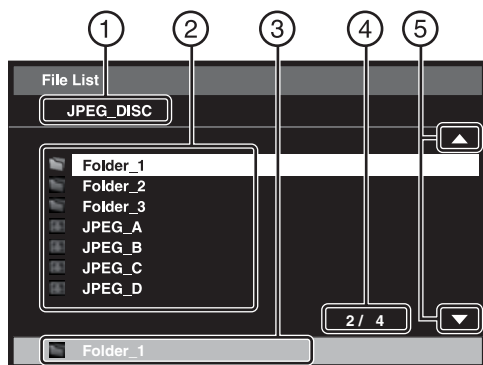 1 2 3 4 5
File List
JPEG_DISC
Folder_1
Folder_2
Folder_3
JPEG_A
JPEG_B
JPEG_C
JPEG_D
2 / 4
Folder_1